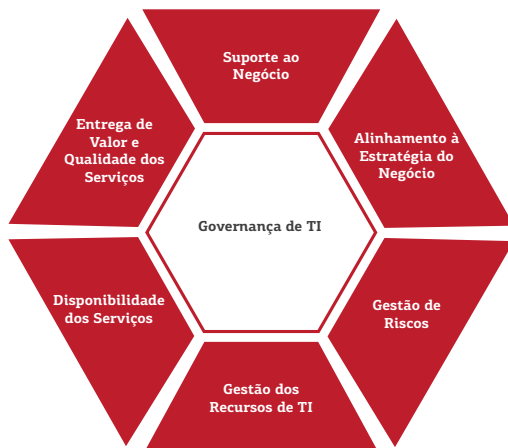 Suporte ao
Negócio
Entrega de
Valor e
Qualidade dos
Serviços
Alinhamento à
Estratégia do
Negócio
Governança de TI
Disponibilidade
dos Serviços
Gestão de
Riscos
Gestão dos
Recursos de TI